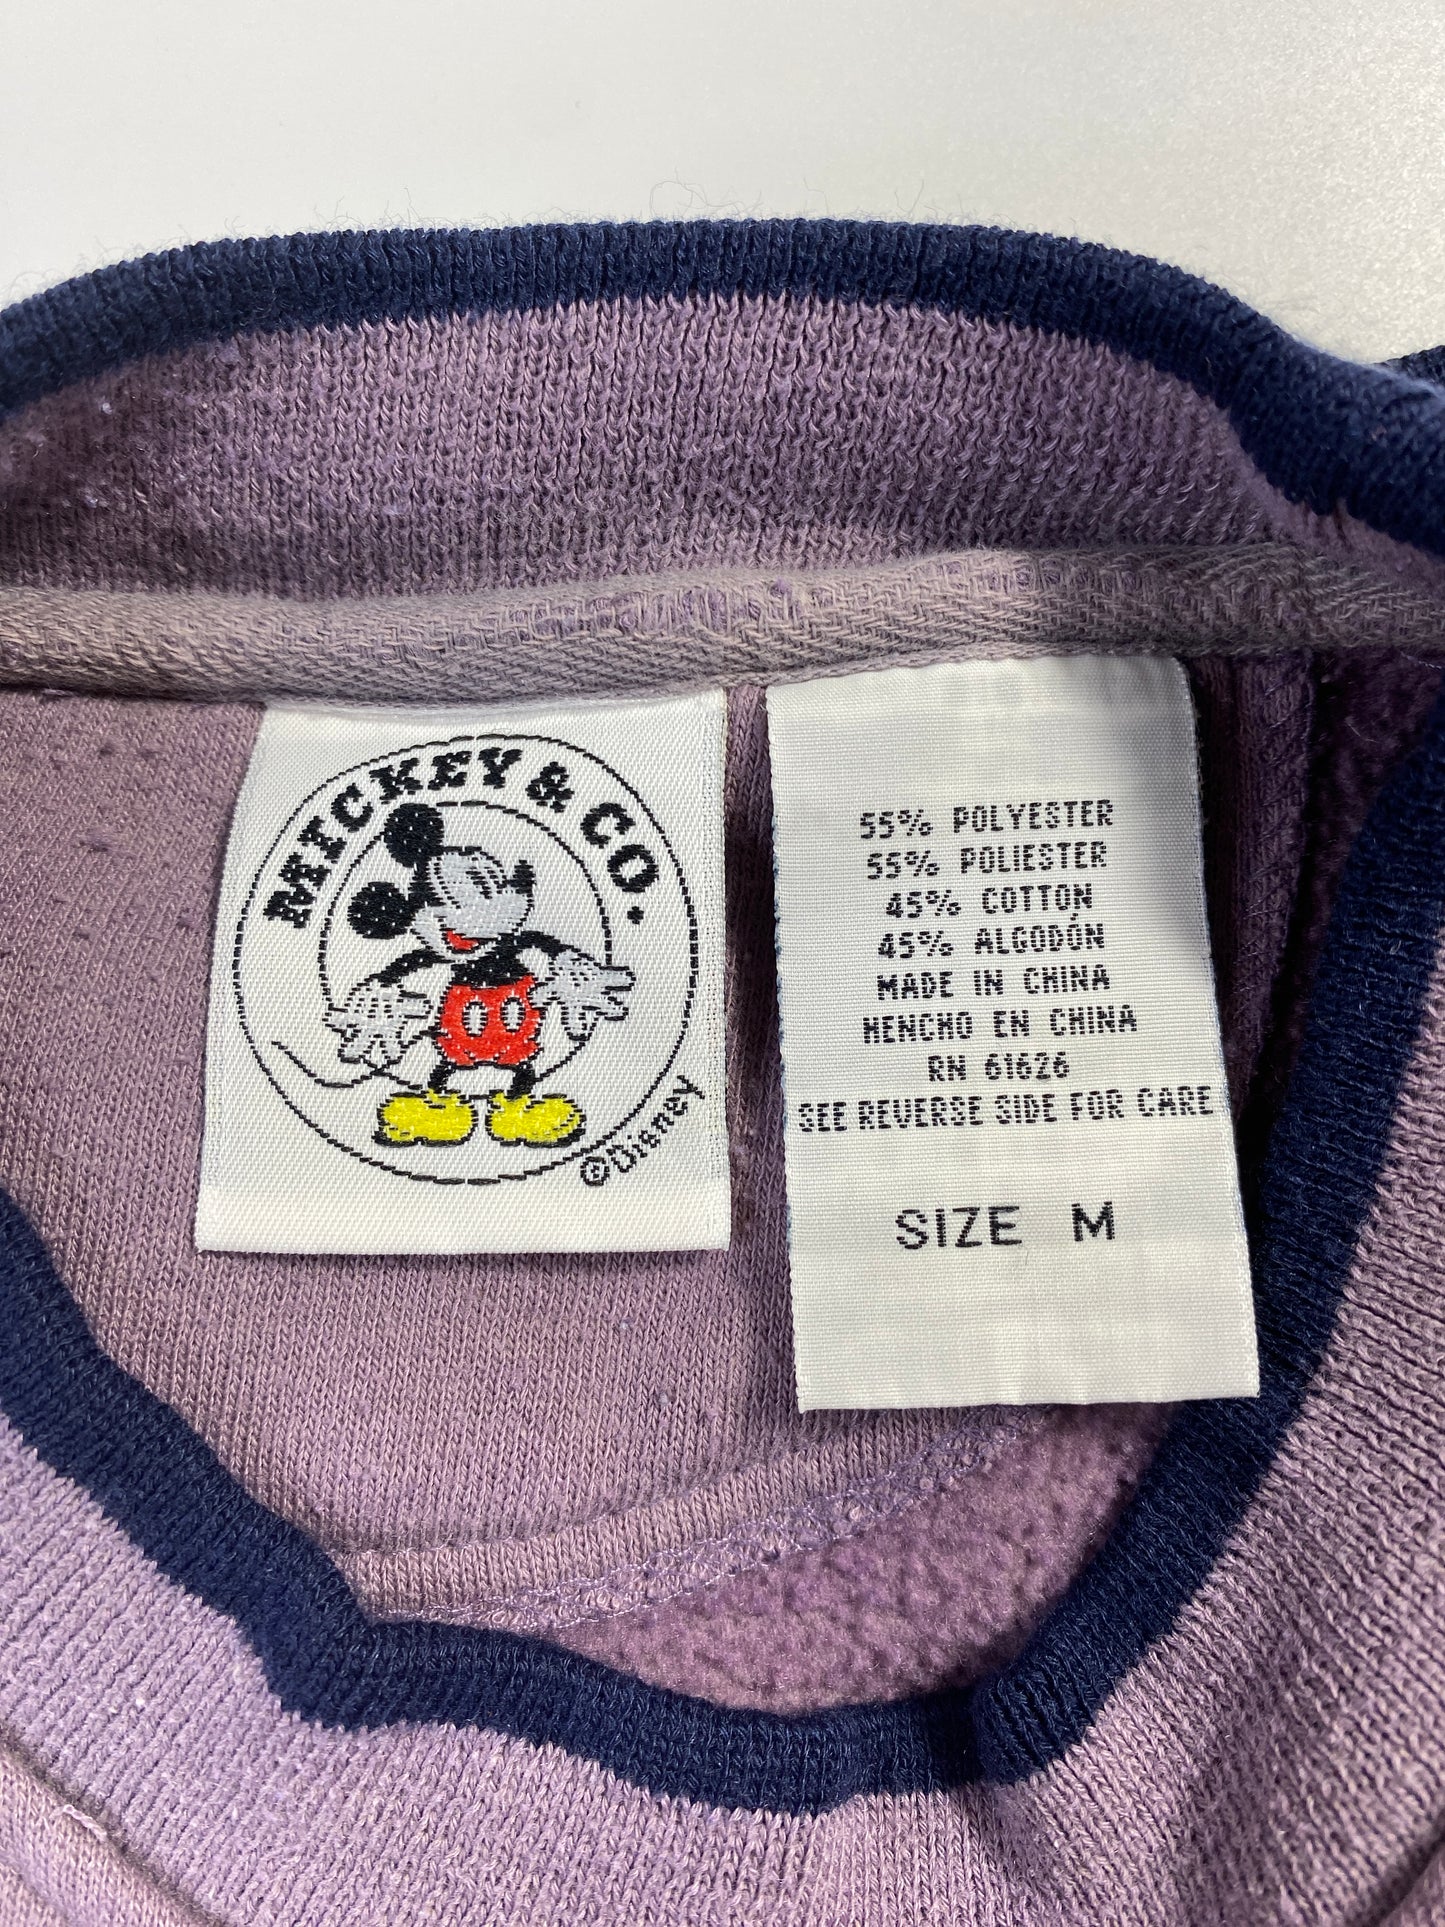 MICKEY & CO.
©Disney
55% POLYESTER
55% POLIESTER
45% COTTON
45% ALGODÓN
MADE IN CHINA
HENCHO EN CHINA
RN 61626
SEE REVERSE SIDE FOR CARE
SIZE M